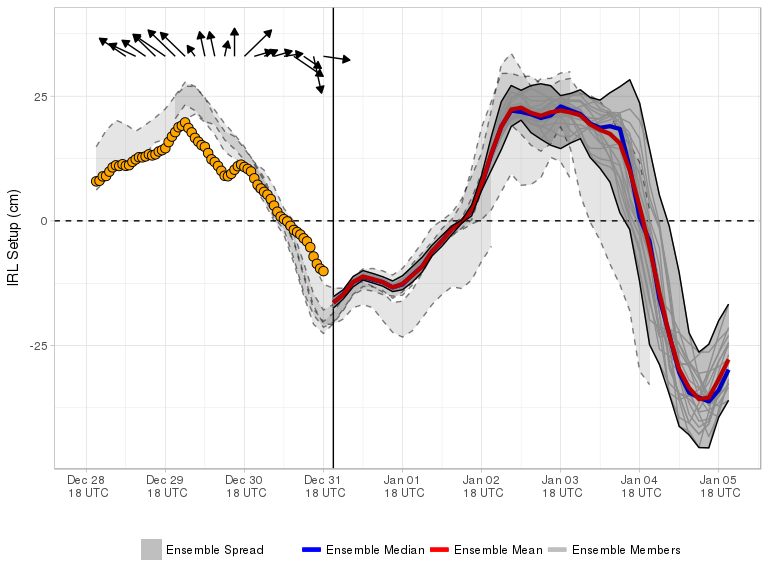 IRL Setup (cm)
25
0
-25
Dec 28 Dec 29 Dec 30 Dec 31 Jan 01 Jan 02 Jan 03 Jan 04 Jan 05
18 UTC 18 UTC 18 UTC 18 UTC 18 UTC 18 UTC 18 UTC 18 UTC 18 UTC
Ensemble Spread Ensemble Median Ensemble Mean Ensemble Members